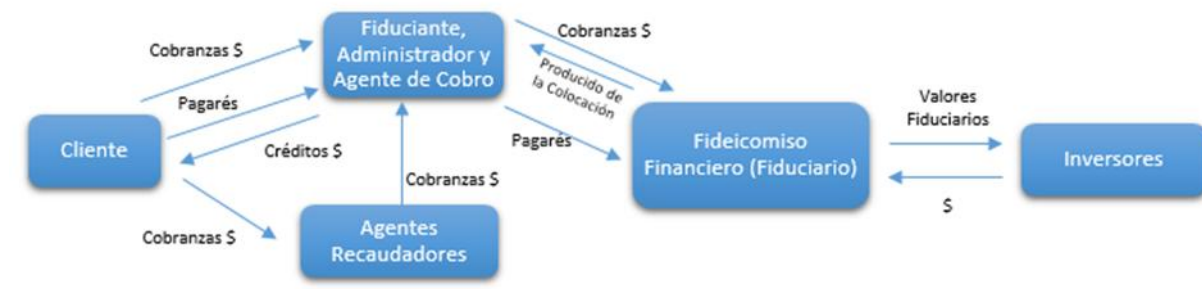 Cobranzas $
Pagarés
Cliente
Créditos $
Cobranzas $
Fiduciante,
Administrador y
Agente de Cobro
Cobranzas $
Agentes
Recaudadores
Cobranzas $
Producido de
la Colocación
Pagarés
Fideicomiso
Financiero (Fiduciario)
Valores
Fiduciarios
$
Inversores